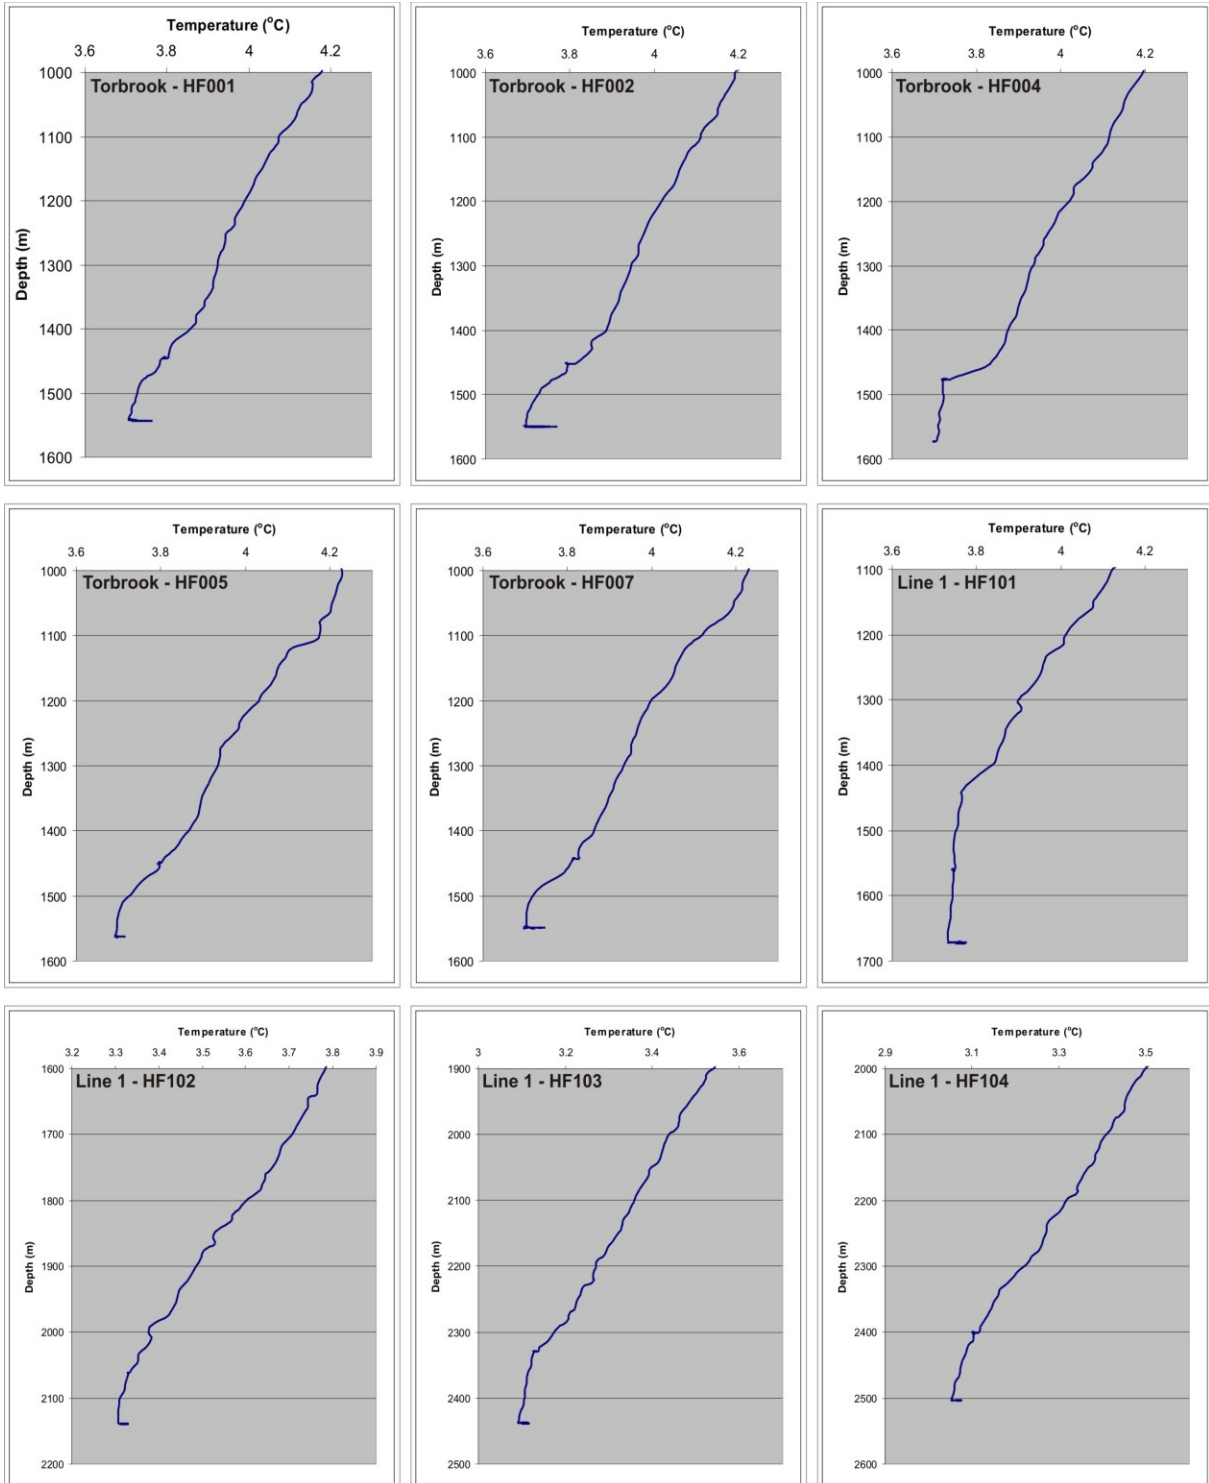 Temperature (°C)
3.6 3.8 4 4.2
1000
Torbrook - HF001
1100
1200
1300
1400
1500
1600
Depth (m)
Temperature (°C)
3.6 3.8 4 4.2
1000
Torbrook - HF002
1100
1200
1300
1400
1500
1600
Depth (m)
Temperature (°C)
3.6 3.8 4 4.2
1000
Torbrook - HF004
1100
1200
1300
1400
1500
1600
Depth (m)
Temperature (°C)
3.6 3.8 4 4.2
1000
Torbrook - HF005
1100
1200
1300
1400
1500
1600
Depth (m)
Temperature (°C)
3.6 3.8 4 4.2
1000
Torbrook - HF007
1100
1200
1300
1400
1500
1600
Depth (m)
Temperature (°C)
3.6 3.8 4 4.2
1100
Line 1 - HF101
1200
1300
1400
1500
1600
1700
Depth (m)
Temperature (°C)
3.2 3.3 3.4 3.5 3.6 3.7 3.8 3.9
1600
Line 1 - HF102
1700
1800
1900
2000
2100
2200
Depth (m)
Temperature (°C)
3 3.2 3.4 3.6
1900
Line 1 - HF103
2000
2100
2200
2300
2400
2500
Depth (m)
Temperature (°C)
2.9 3.1 3.3 3.5
2000
Line 1 - HF104
2100
2200
2300
2400
2500
2600
Depth (m)